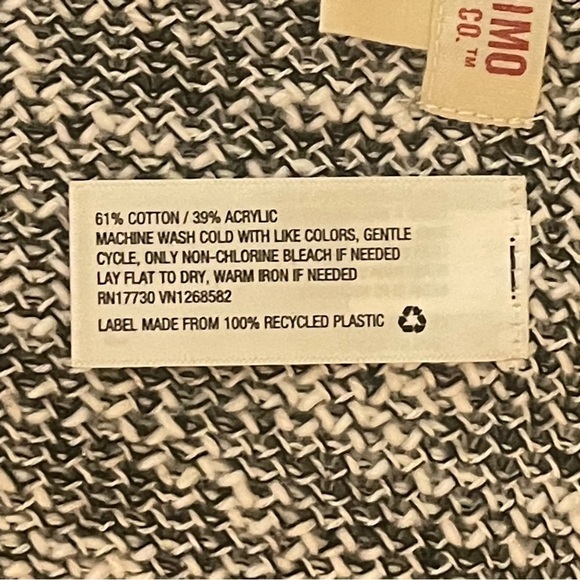 IMO
CO.™
61% COTTON / 39% ACRYLIC
MACHINE WASH COLD WITH LIKE COLORS, GENTLE
CYCLE, ONLY NON-CHLORINE BLEACH IF NEEDED
LAY FLAT TO DRY, WARM IRON IF NEEDED
RN17730 VN1268582
LABEL MADE FROM 100% RECYCLED PLASTIC